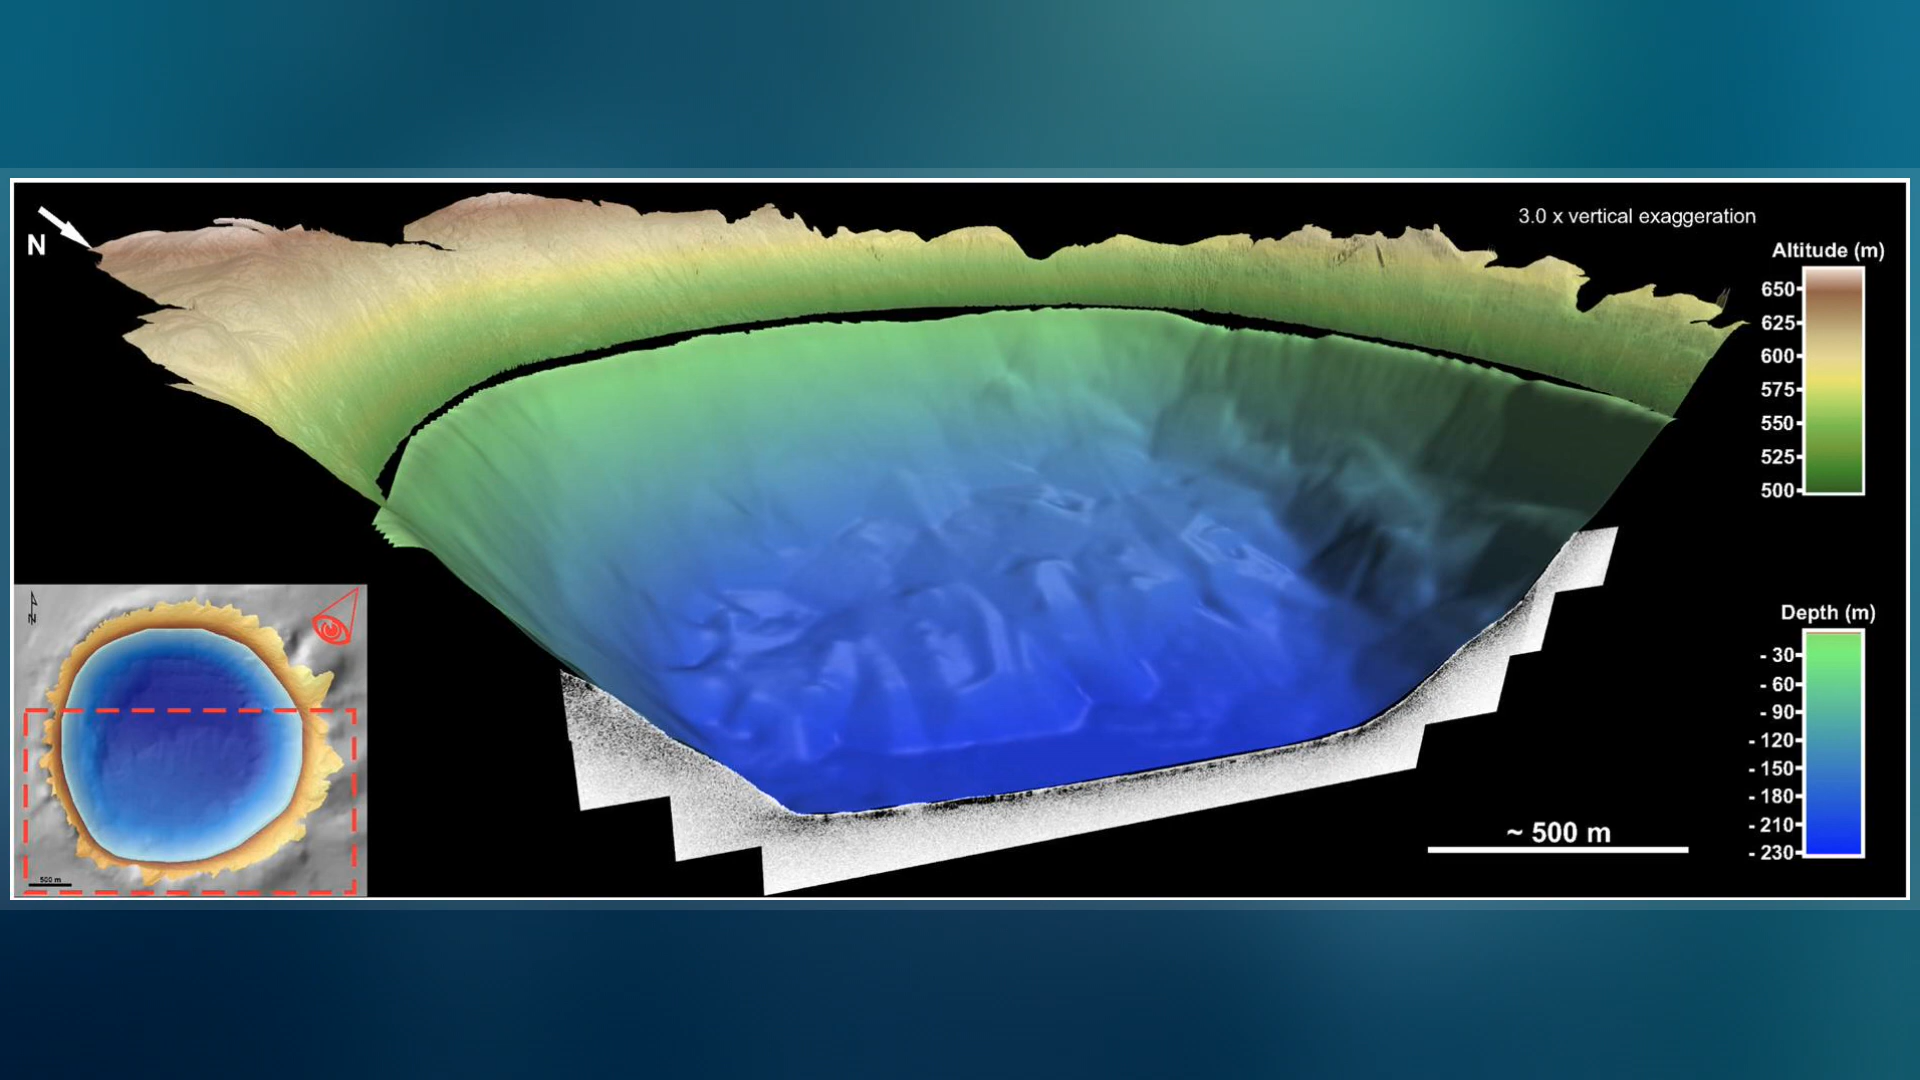 N
3.0 x vertical exaggeration
Altitude (m)
650
625
600
575
550
525
500
N
500 m
Depth (m)
- 30
- 60
- 90
- 120
- 150
- 180
- 210
- 230
~ 500 m